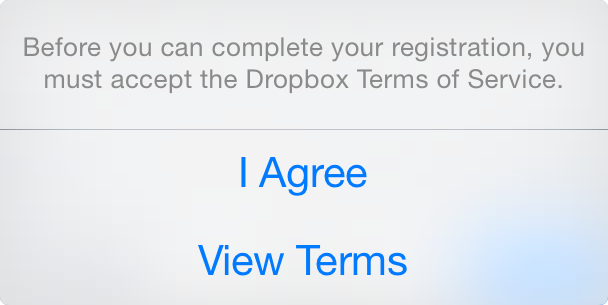 Before you can complete your registration, you
must accept the Dropbox Terms of Service.
I Agree
View Terms